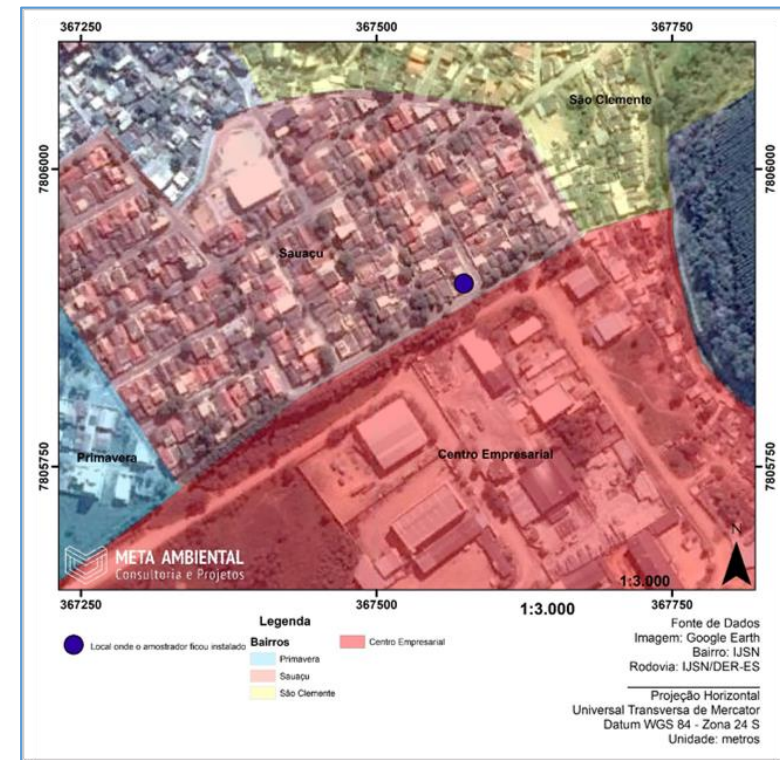 367250 367500 367750
7806000 7806000
São Clemente
Sauaçu
Primavera
7805750 7805750
Centro Empresarial
META AMBIENTAL
Consultoria e Projetos
N
1:3.000
367250 367500 367750
1:3.000
Legenda
Local onde o amostrador ficou instalado
Bairros
Primavera
Sauaçu
São Clemente
Centro Empresarial
Fonte de Dados
Imagem: Google Earth
Bairro: IJSN
Rodovia: IJSN/DER-ES
Projeção Horizontal
Universal Transversa de Mercator
Datum WGS 84 - Zona 24 S
Unidade: metros